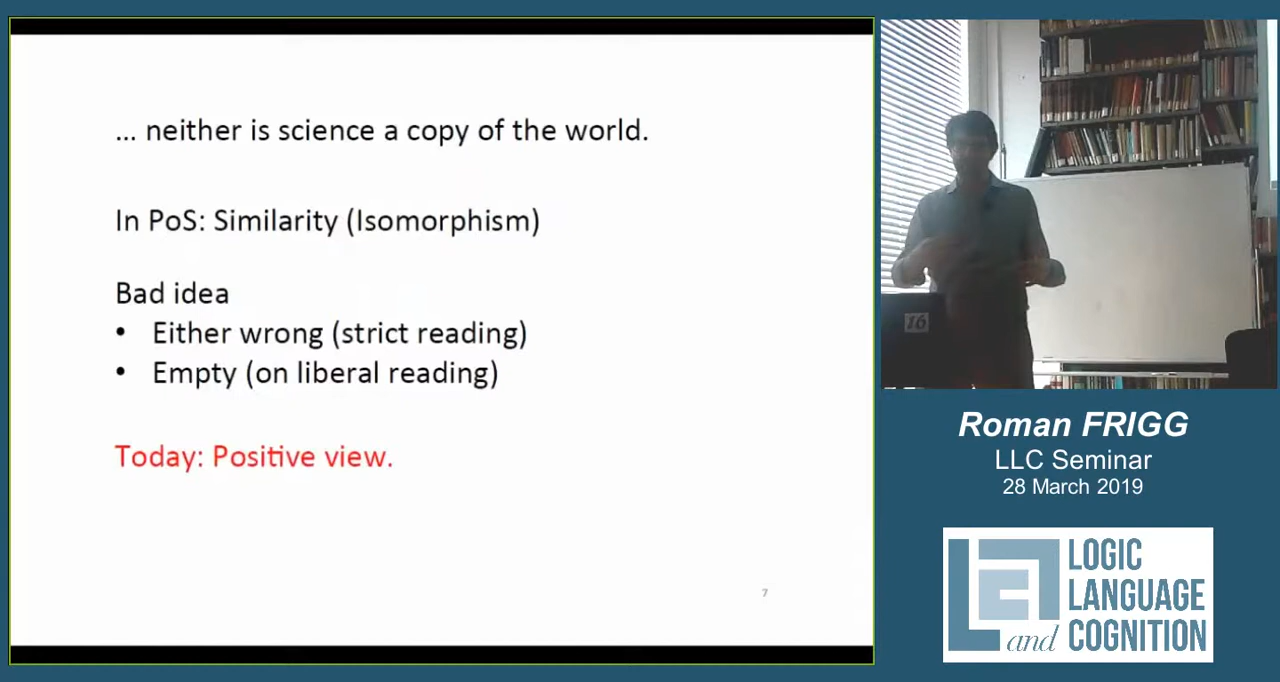 ... neither is science a copy of the world.
In PoS: Similarity (Isomorphism)
Bad idea
• Either wrong (strict reading)
• Empty (on liberal reading)
Today: Positive view.
7
16
Roman FRIGG
LLC Seminar
28 March 2019
LOGIC
LANGUAGE
and COGNITION